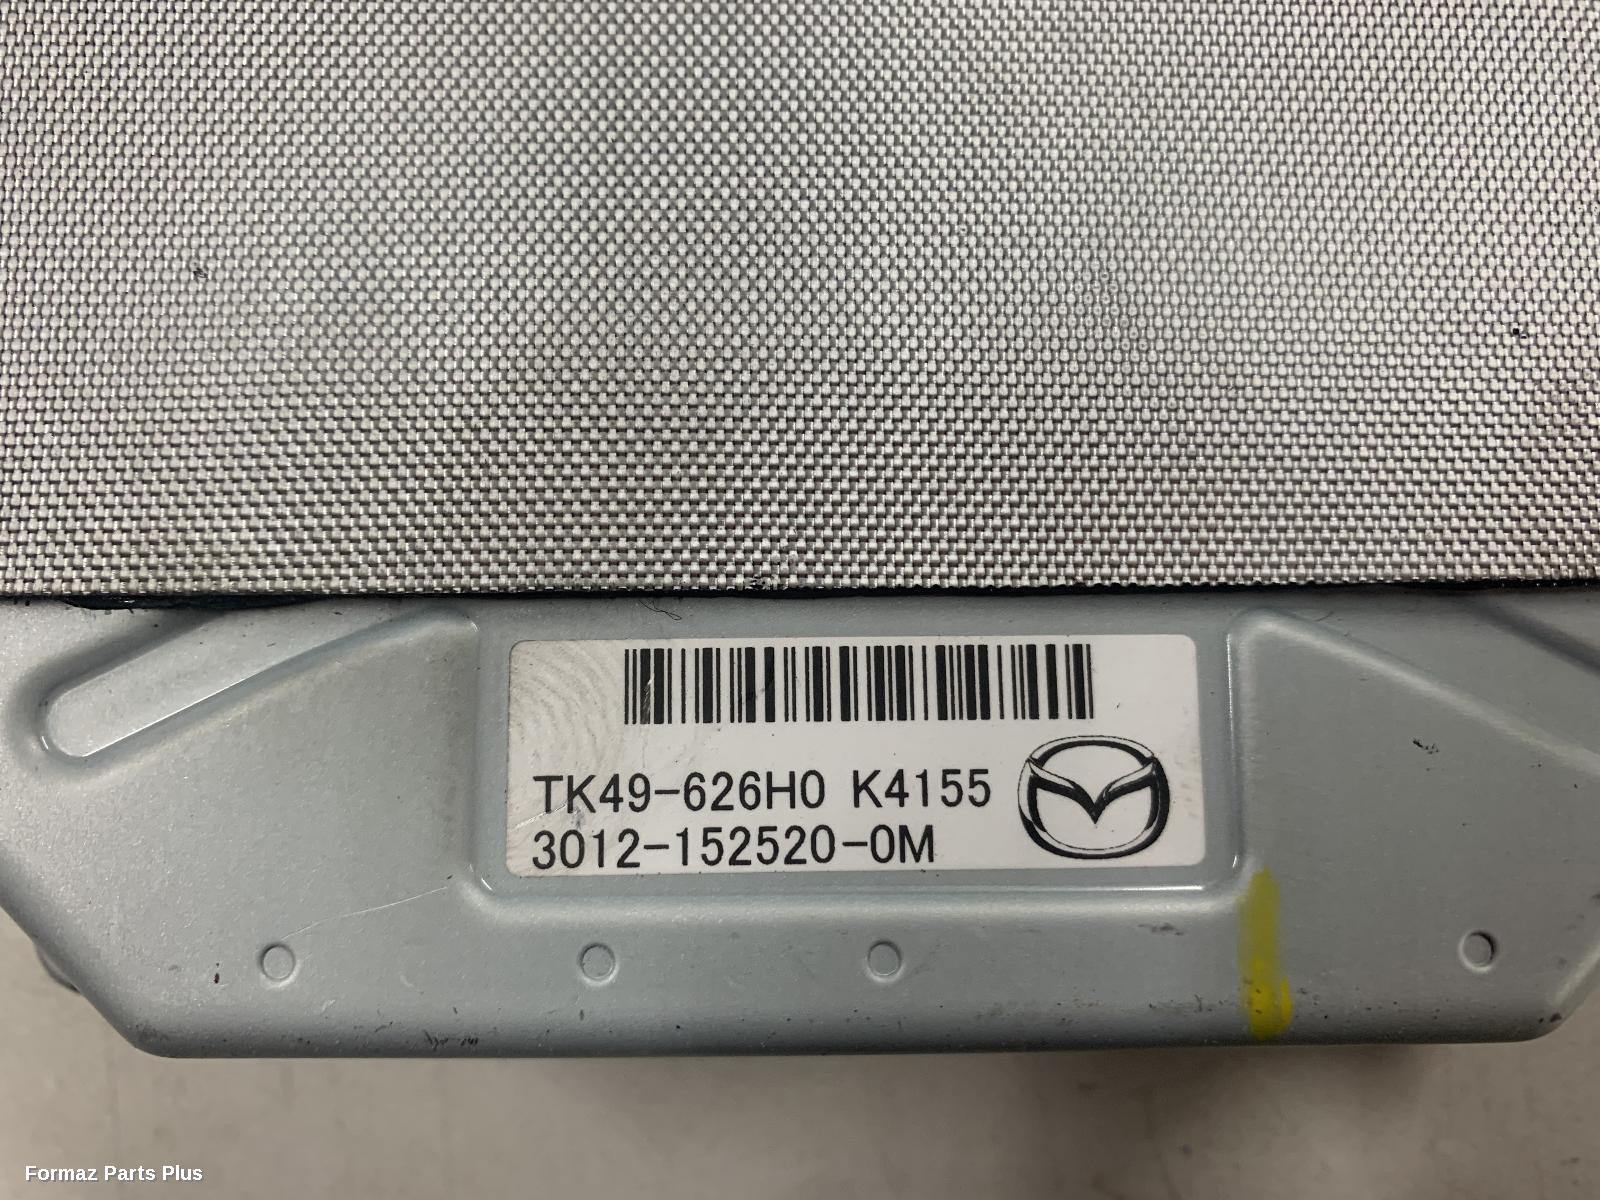 TK49-626H0 K4155
3012-152520-0M
Formaz Parts Plus